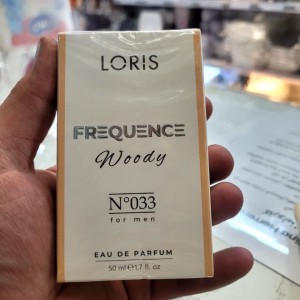 LORIS
FREQUENCE
Woody
N°033
for men
EAU DE PARFUM
50 ml e 1.7 fl. oz